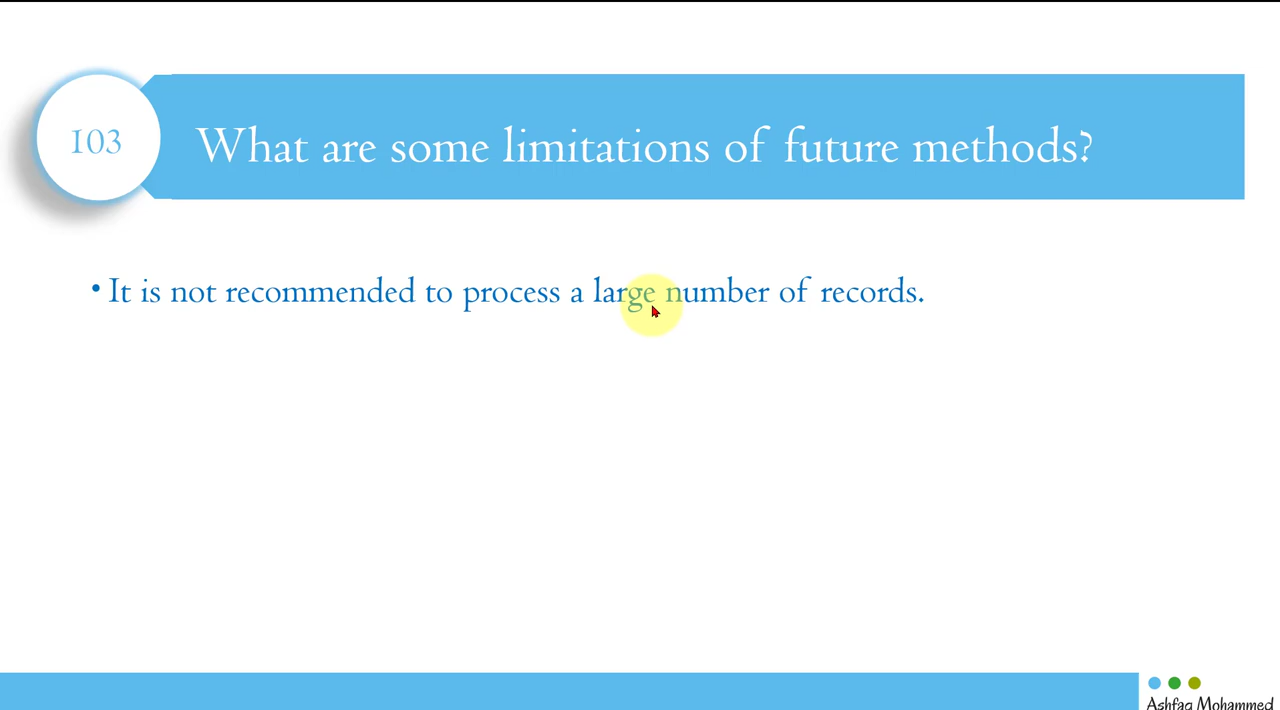 103
What are some limitations of future methods?
• It is not recommended to process a large number of records.
Ashfaq Mohammed